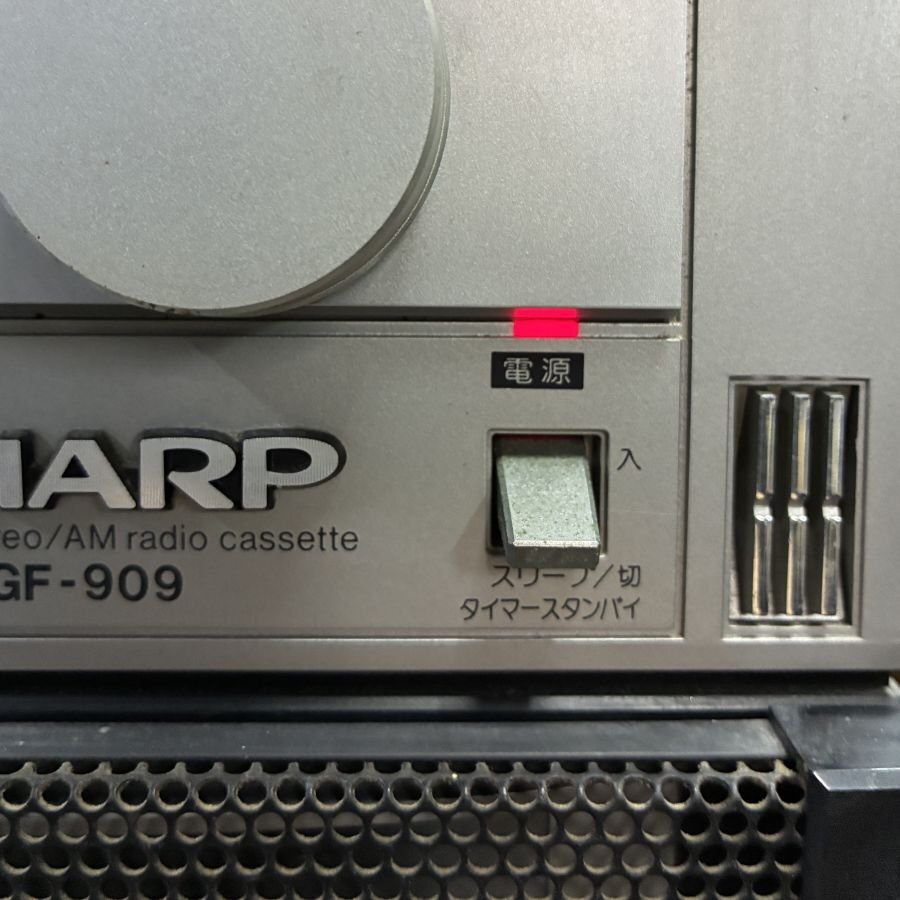 電源
入
HARP
reo/AM radio cassette
GF-909
スリープ/切
タイマースタンバイ